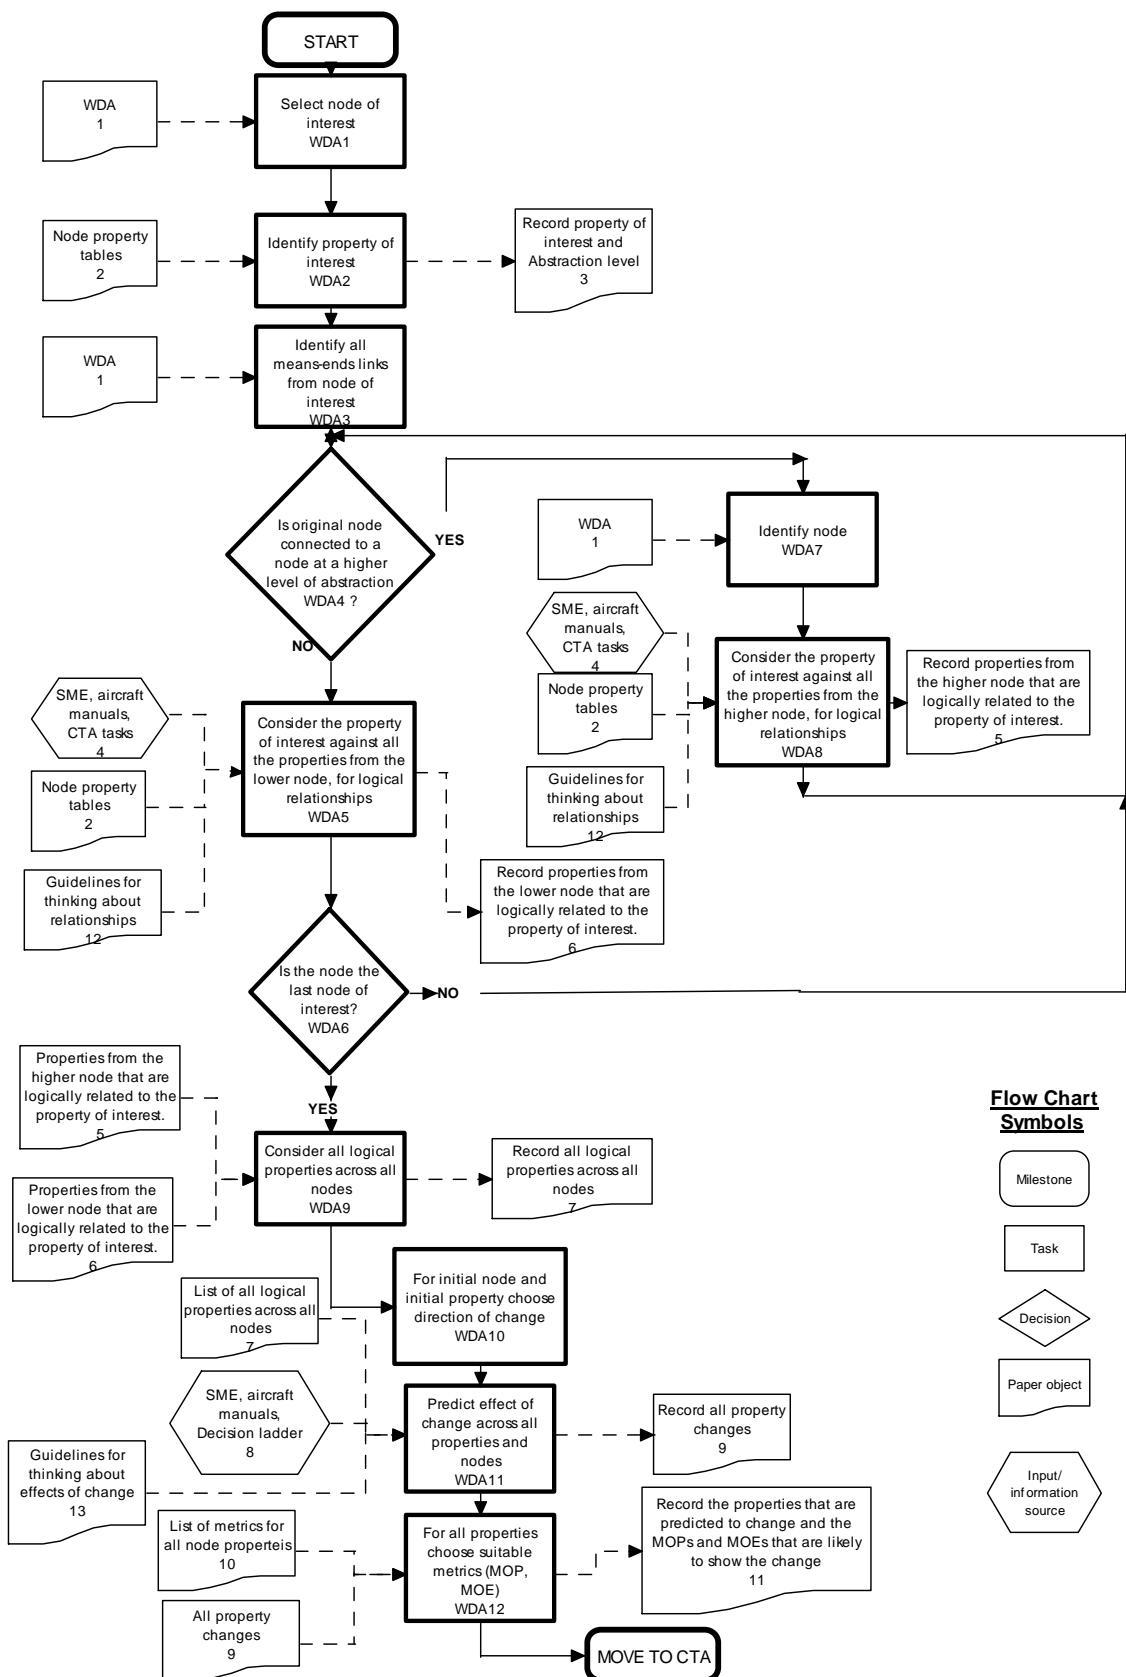 START
WDA
1
Select node of
interest
WDA1
Node property
tables
2
Identify property of
interest
WDA2
Record property of
interest and
Abstraction level
3
WDA
1
Identify all
means-ends links
from node of
interest
WDA3
Is original node
connected to a
node at a higher
level of abstraction
WDA4 ?
YES
NO
WDA
1
Identify node
WDA7
SME, aircraft
manuals,
CTA tasks
4
Node property
tables
2
Guidelines for
thinking about
relationships
12
Consider the property
of interest against all
the properties from the
higher node, for logical
relationships
WDA8
Record properties from
the higher node that are
logically related to the
property of interest.
5
SME, aircraft
manuals,
CTA tasks
4
Node property
tables
2
Guidelines for
thinking about
relationships
12
Consider the property
of interest against all
the properties from the
lower node, for logical
relationships
WDA5
Record properties from
the lower node that are
logically related to the
property of interest.
6
Is the node the
last node of
interest?
WDA6
NO
YES
Properties from the
higher node that are
logically related to the
property of interest.
5
Properties from the
lower node that are
logically related to the
property of interest.
6
Consider all logical
properties across all
nodes
WDA9
Record all logical
properties across all
nodes
7
For initial node and
initial property choose
direction of change
WDA10
List of all logical
properties across all
nodes
7
SME, aircraft
manuals,
Decision ladder
8
Guidelines for
thinking about
effects of change
13
Predict effect of
change across all
properties and
nodes
WDA11
Record all property
changes
9
List of metrics for
all node properteis
10
All property
changes
9
For all properties
choose suitable
metrics (MOP,
MOE)
WDA12
Record the properties that are
predicted to change and the
MOPs and MOEs that are likely
to show the change
11
MOVE TO CTA
Flow Chart
Symbols
Milestone
Task
Decision
Paper object
Input/
information
source